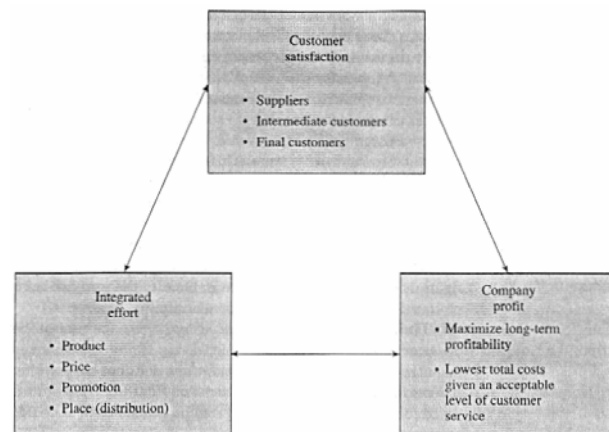 Customer
satisfaction
• Suppliers
• Intermediate customers
• Final customers
Integrated
effort
• Product
• Price
• Promotion
• Place (distribution)
Company
profit
• Maximize long-term
profitability
• Lowest total costs
given an acceptable
level of customer
service